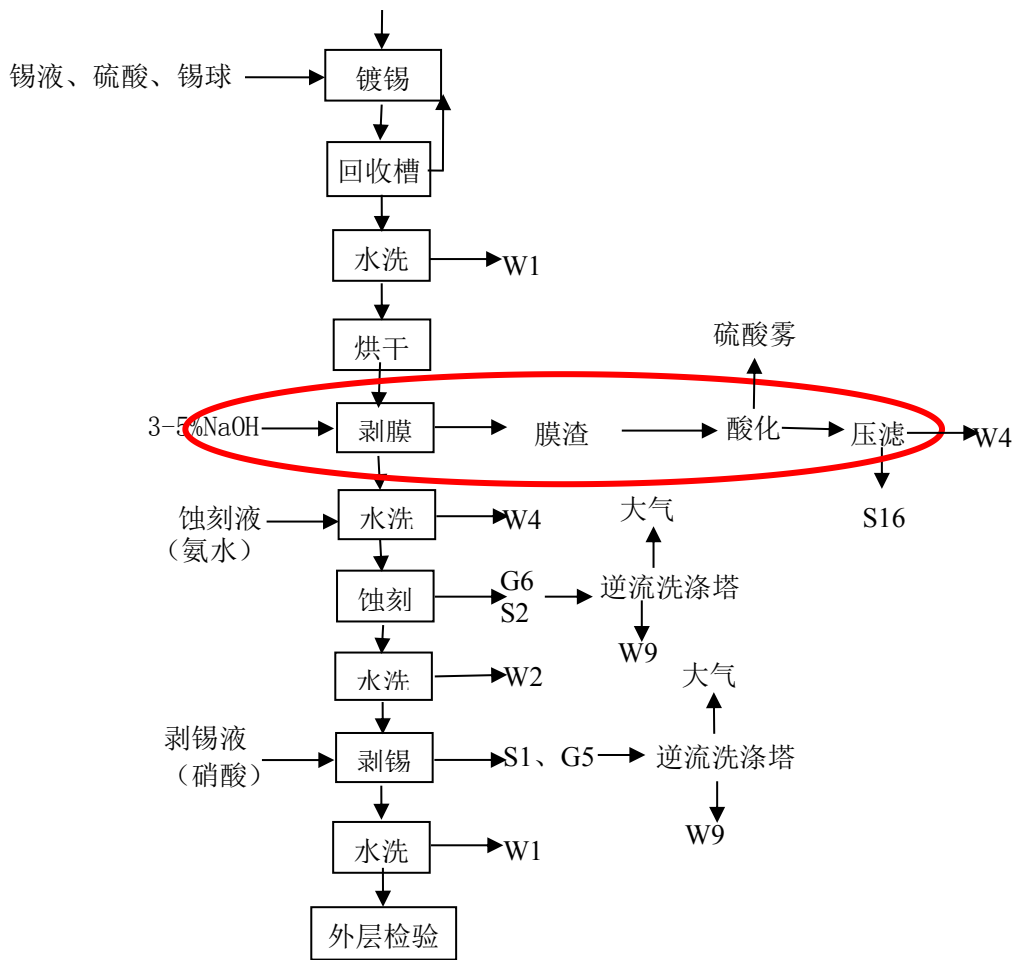 锡液、硫酸、锡球
镀锡
回收槽
水洗
W1
烘干
硫酸雾
3-5%NaOH
剥膜
膜渣
酸化
压滤
W4
S16
蚀刻液
（氨水）
水洗
W4
大气
蚀刻
G6
S2
逆流洗涤塔
W9
水洗
W2
大气
剥锡液
（硝酸）
剥锡
S1、G5
逆流洗涤塔
W9
水洗
W1
外层检验